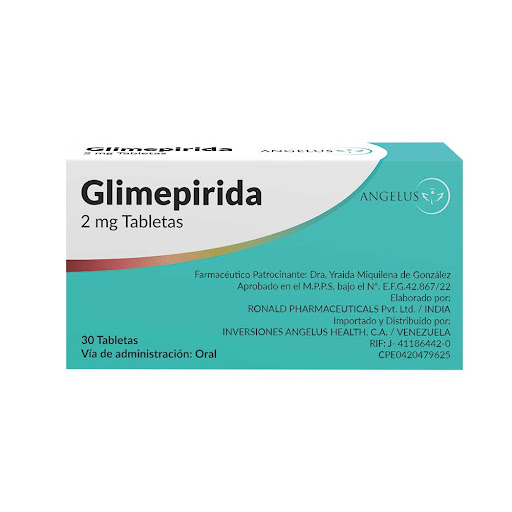 Glimepirida
2 mg Tabletas
ANGELUS
Glimepirida
2 mg Tabletas
ANGELUS
Farmacéutico Patrocinante: Dra. Yraida Miquilena de González
Aprobado en el M.P.P.S. bajo el N°. E.F.G.42.867/22
Elaborado por:
RONALD PHARMACEUTICALS Pvt. Ltd. / INDIA
Importado y Distribuido por:
INVERSIONES ANGELUS HEALTH, C.A. / VENEZUELA
RIF: J- 41186442-0
CPE0420479625
30 Tabletas
Vía de administración: Oral